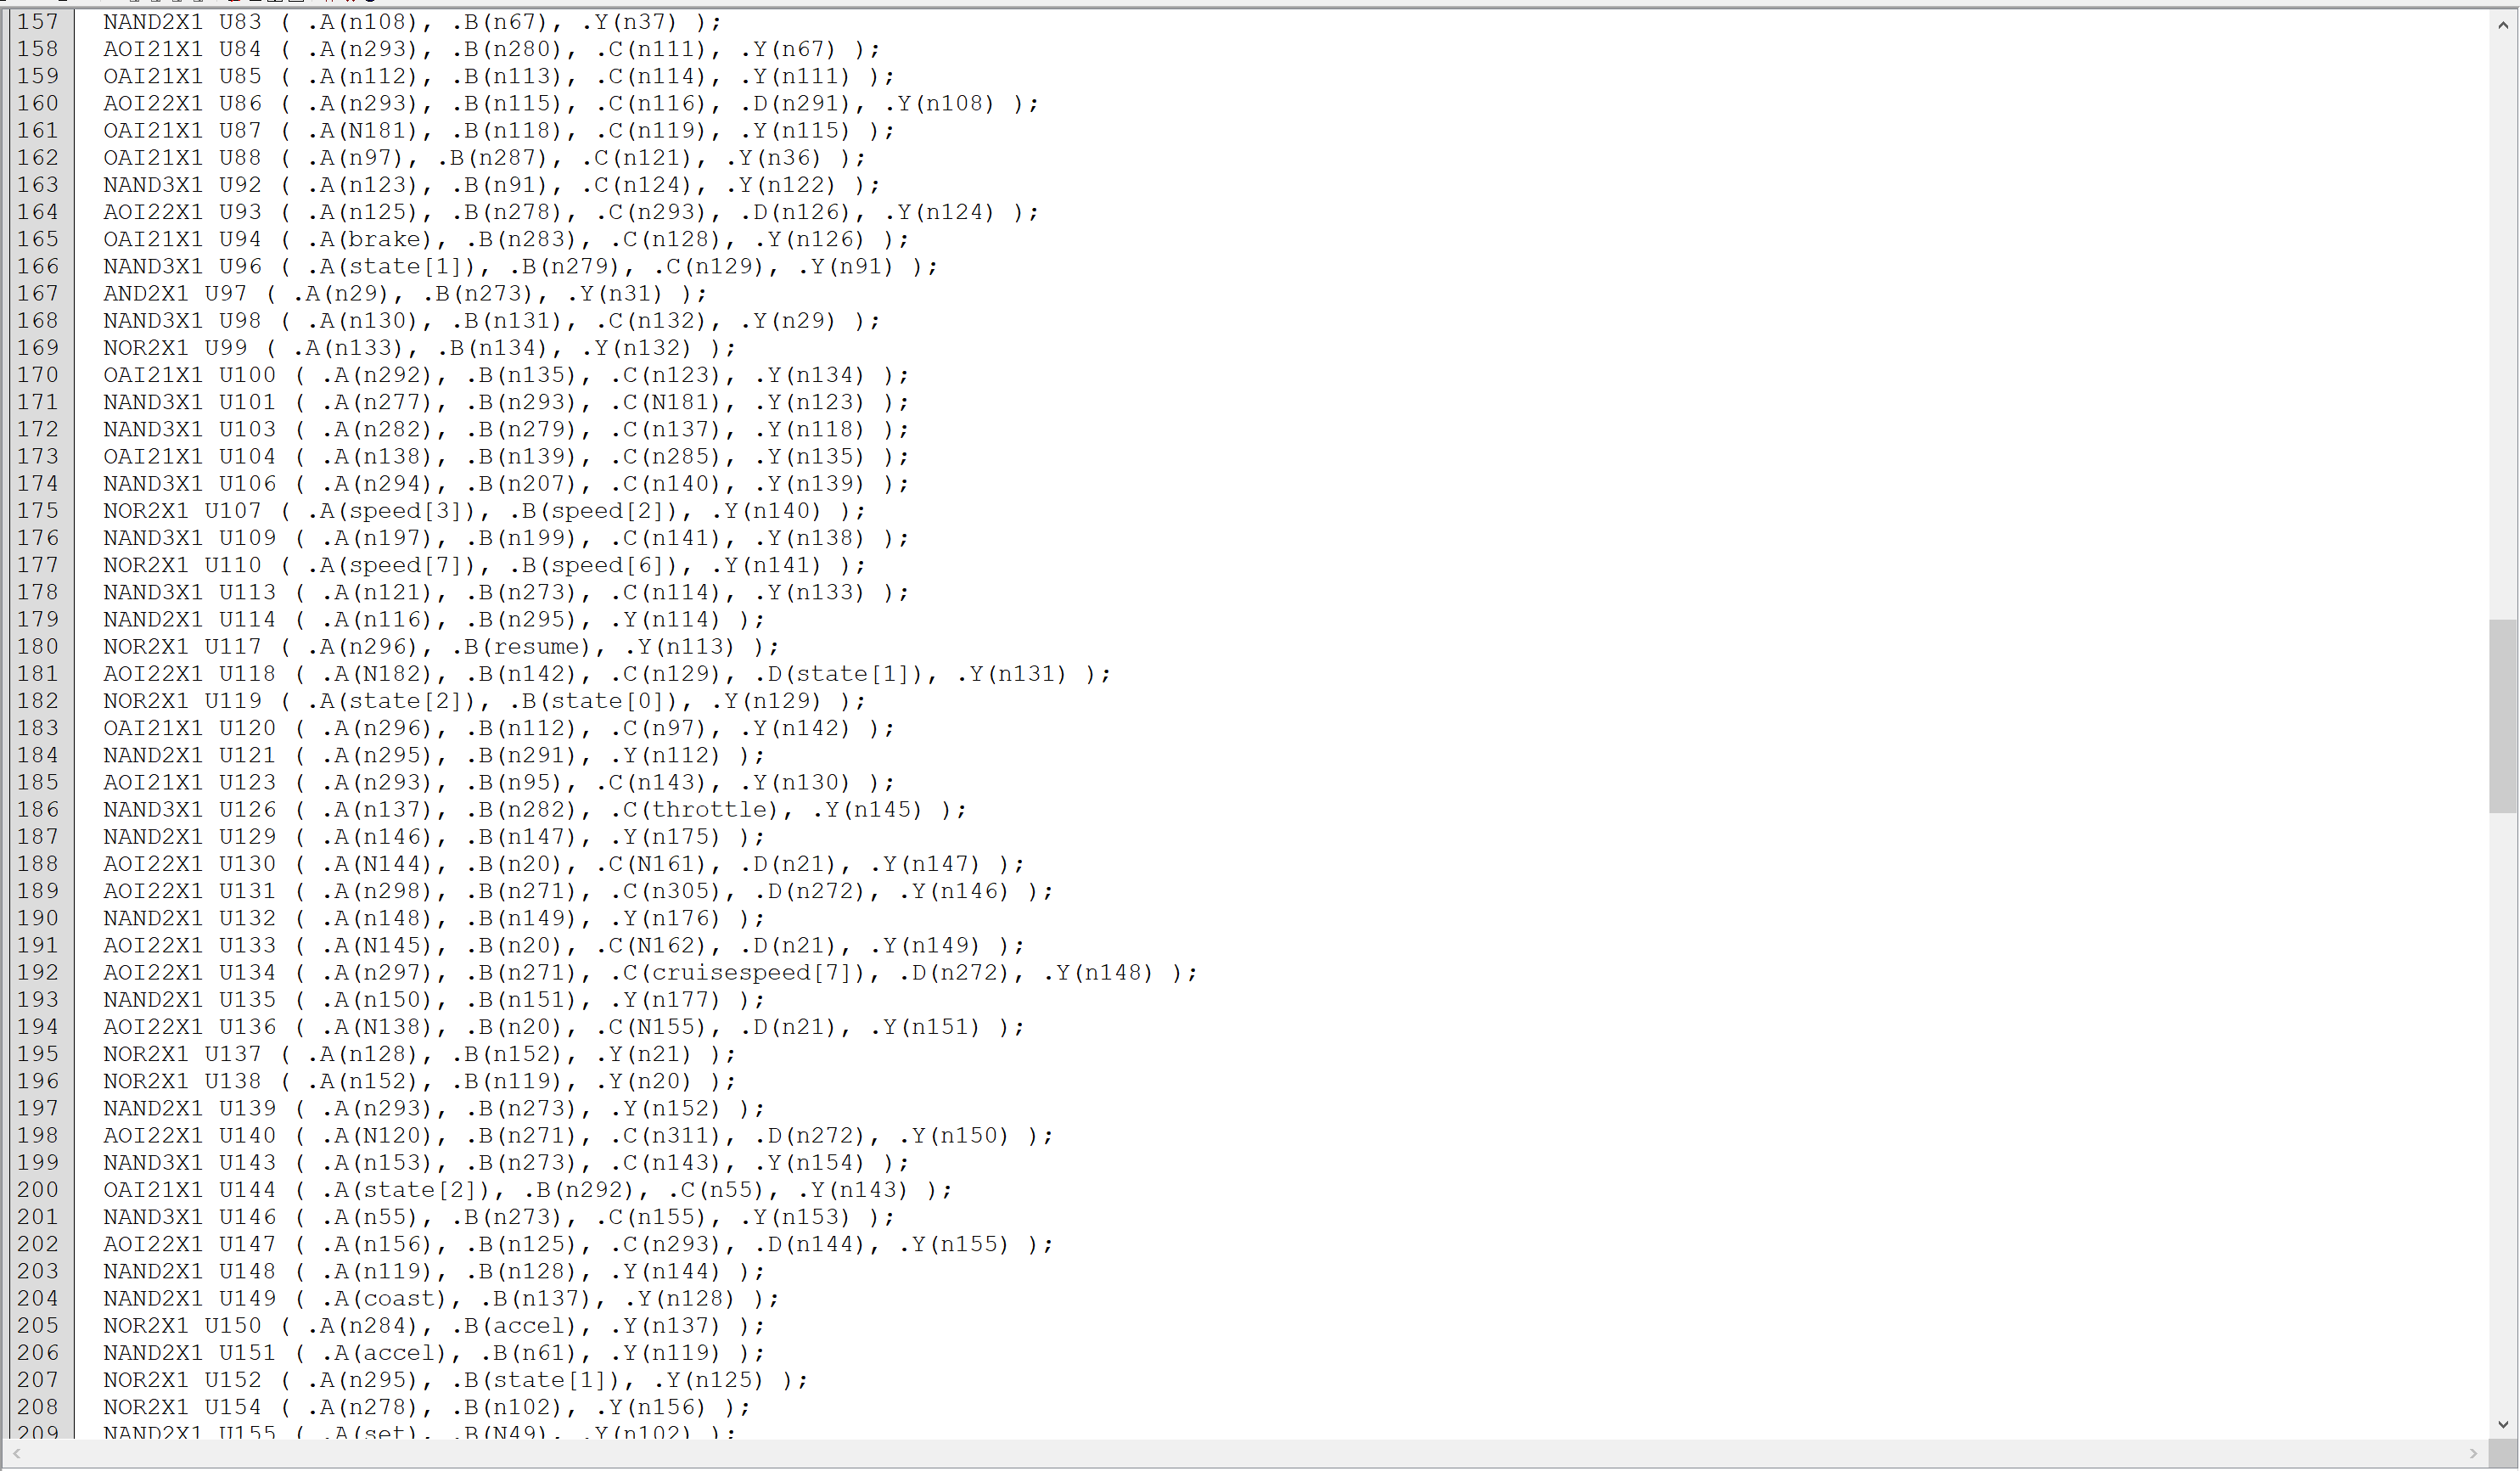 157 NAND2X1 U83 ( .A(n108), .B(n67), .Y(n37) );
158 AOI21X1 U84 ( .A(n293), .B(n280), .C(n111), .Y(n67) );
159 OAI21X1 U85 ( .A(n112), .B(n113), .C(n114), .Y(n111) );
160 AOI22X1 U86 ( .A(n293), .B(n115), .C(n116), .D(n291), .Y(n108) );
161 OAI21X1 U87 ( .A(N181), .B(n118), .C(n119), .Y(n115) );
162 OAI21X1 U88 ( .A(n97), .B(n287), .C(n121), .Y(n36) );
163 NAND3X1 U92 ( .A(n123), .B(n91), .C(n124), .Y(n122) );
164 AOI22X1 U93 ( .A(n125), .B(n278), .C(n293), .D(n126), .Y(n124) );
165 OAI21X1 U94 ( .A(brake), .B(n283), .C(n128), .Y(n126) );
166 NAND3X1 U96 ( .A(state[1]), .B(n279), .C(n129), .Y(n91) );
167 AND2X1 U97 ( .A(n29), .B(n273), .Y(n31) );
168 NAND3X1 U98 ( .A(n130), .B(n131), .C(n132), .Y(n29) );
169 NOR2X1 U99 ( .A(n133), .B(n134), .Y(n132) );
170 OAI21X1 U100 ( .A(n292), .B(n135), .C(n123), .Y(n134) );
171 NAND3X1 U101 ( .A(n277), .B(n293), .C(N181), .Y(n123) );
172 NAND3X1 U103 ( .A(n282), .B(n279), .C(n137), .Y(n118) );
173 OAI21X1 U104 ( .A(n138), .B(n139), .C(n285), .Y(n135) );
174 NAND3X1 U106 ( .A(n294), .B(n207), .C(n140), .Y(n139) );
175 NOR2X1 U107 ( .A(speed[3]), .B(speed[2]), .Y(n140) );
176 NAND3X1 U109 ( .A(n197), .B(n199), .C(n141), .Y(n138) );
177 NOR2X1 U110 ( .A(speed[7]), .B(speed[6]), .Y(n141) );
178 NAND3X1 U113 ( .A(n121), .B(n273), .C(n114), .Y(n133) );
179 NAND2X1 U114 ( .A(n116), .B(n295), .Y(n114) );
180 NOR2X1 U117 ( .A(n296), .B(resume), .Y(n113) );
181 AOI22X1 U118 ( .A(N182), .B(n142), .C(n129), .D(state[1]), .Y(n131) );
182 NOR2X1 U119 ( .A(state[2]), .B(state[0]), .Y(n129) );
183 OAI21X1 U120 ( .A(n296), .B(n112), .C(n97), .Y(n142) );
184 NAND2X1 U121 ( .A(n295), .B(n291), .Y(n112) );
185 AOI21X1 U123 ( .A(n293), .B(n95), .C(n143), .Y(n130) );
186 NAND3X1 U126 ( .A(n137), .B(n282), .C(throttle), .Y(n145) );
187 NAND2X1 U129 ( .A(n146), .B(n147), .Y(n175) );
188 AOI22X1 U130 ( .A(N144), .B(n20), .C(N161), .D(n21), .Y(n147) );
189 AOI22X1 U131 ( .A(n298), .B(n271), .C(n305), .D(n272), .Y(n146) );
190 NAND2X1 U132 ( .A(n148), .B(n149), .Y(n176) );
191 AOI22X1 U133 ( .A(N145), .B(n20), .C(N162), .D(n21), .Y(n149) );
192 AOI22X1 U134 ( .A(n297), .B(n271), .C(cruisespeed[7]), .D(n272), .Y(n148) );
193 NAND2X1 U135 ( .A(n150), .B(n151), .Y(n177) );
194 AOI22X1 U136 ( .A(N138), .B(n20), .C(N155), .D(n21), .Y(n151) );
195 NOR2X1 U137 ( .A(n128), .B(n152), .Y(n21) );
196 NOR2X1 U138 ( .A(n152), .B(n119), .Y(n20) );
197 NAND2X1 U139 ( .A(n293), .B(n273), .Y(n152) );
198 AOI22X1 U140 ( .A(N120), .B(n271), .C(n311), .D(n272), .Y(n150) );
199 NAND3X1 U143 ( .A(n153), .B(n273), .C(n143), .Y(n154) );
200 OAI21X1 U144 ( .A(state[2]), .B(n292), .C(n55), .Y(n143) );
201 NAND3X1 U146 ( .A(n55), .B(n273), .C(n155), .Y(n153) );
202 AOI22X1 U147 ( .A(n156), .B(n125), .C(n293), .D(n144), .Y(n155) );
203 NAND2X1 U148 ( .A(n119), .B(n128), .Y(n144) );
204 NAND2X1 U149 ( .A(coast), .B(n137), .Y(n128) );
205 NOR2X1 U150 ( .A(n284), .B(accel), .Y(n137) );
206 NAND2X1 U151 ( .A(accel), .B(n61), .Y(n119) );
207 NOR2X1 U152 ( .A(n295), .B(state[1]), .Y(n125) );
208 NOR2X1 U154 ( .A(n278), .B(n102), .Y(n156) );
209 NAND2X1 U155 ( .A(set), .B(N49), .Y(n102) );